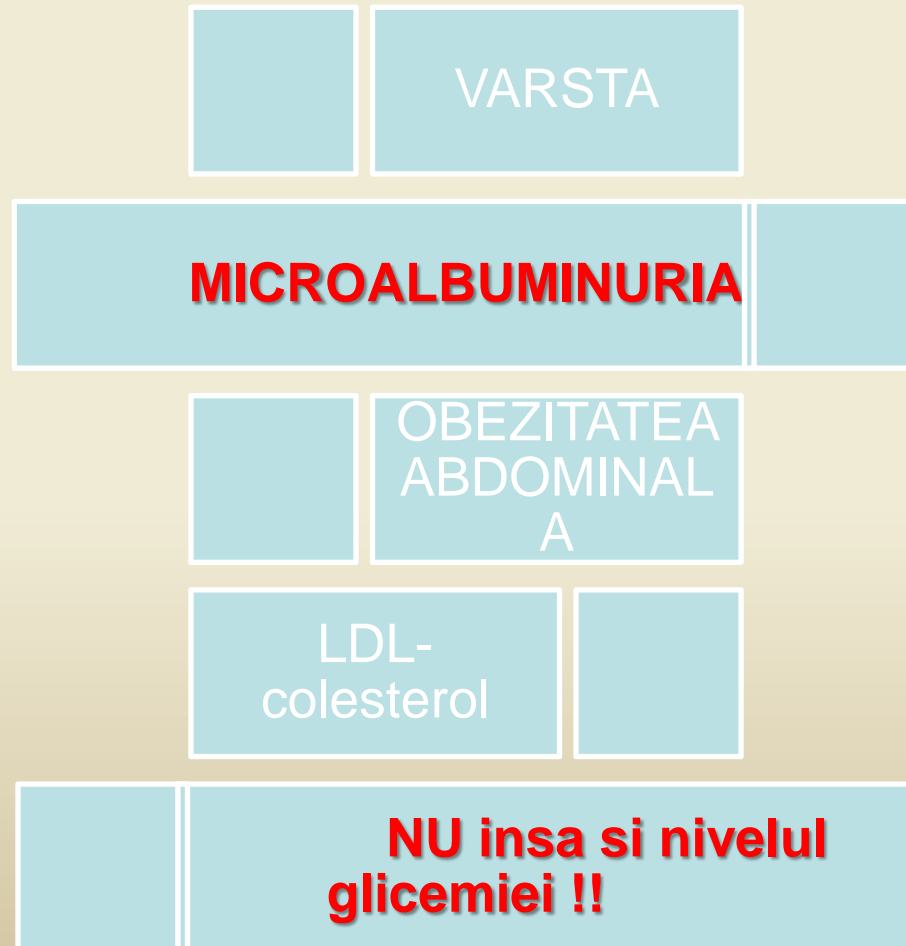 VARSTA
MICROALBUMINURIA
OBEZITATEA
ABDOMINAL
A
LDL-
colesterol
NU insa si nivelul
glicemiei !!